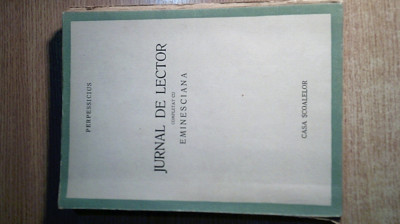 PERPESSICIUS
JURNAL DE LECTOR
COMPLETAT CU
EMINESCIANA
CASA ȘCOALELOR